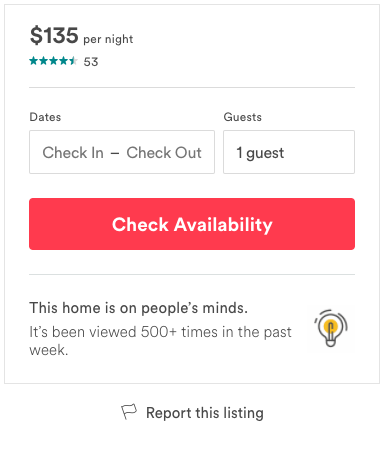 $135 per night
53
Dates Guests
Check In – Check Out 1 guest
Check Availability
This home is on people’s minds.
It’s been viewed 500+ times in the past
week.
Report this listing